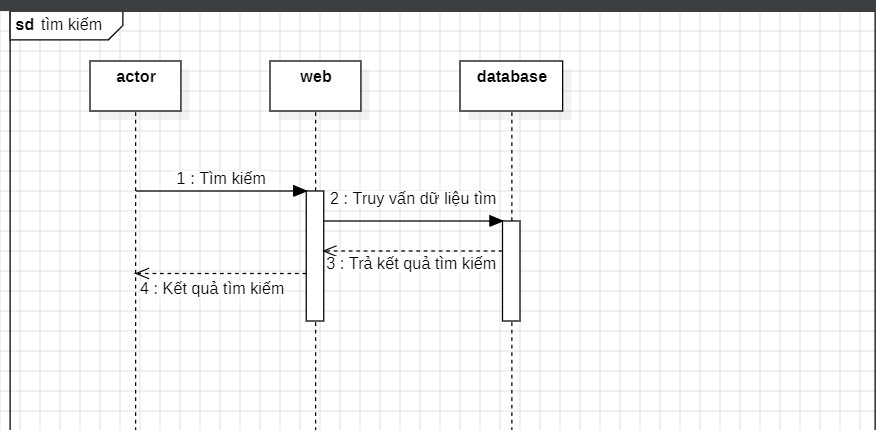 sd tìm kiếm
actor
web
database
1 : Tìm kiếm
2 : Truy vấn dữ liệu tìm
3 : Trả kết quả tìm kiếm
4 : Kết quả tìm kiếm